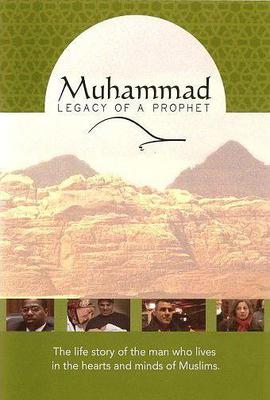 Muhammad
LEGACY OF A PROPHET
The life story of the man who lives
in the hearts and minds of Muslims.